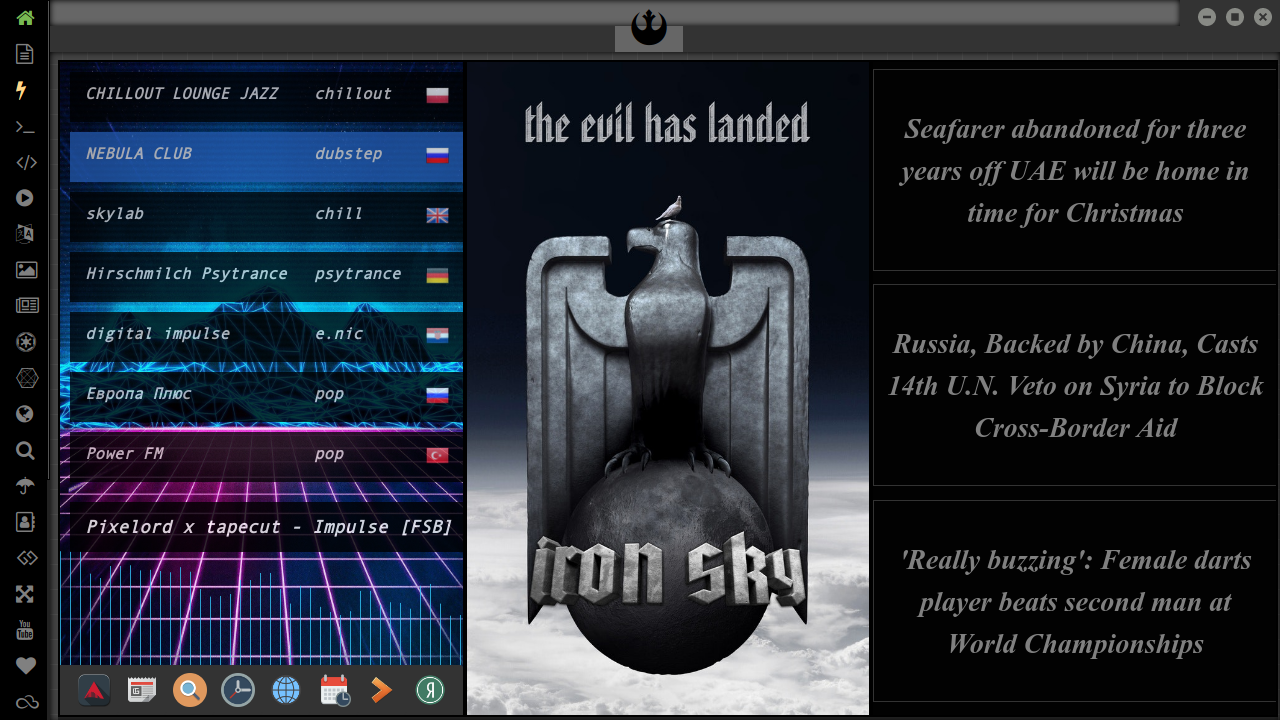 CHILLOUT LOUNGE JAZZ chillout
NEBULA CLUB dubstep
skylab chill
Hirschmilch Psytrance psytrance
digital impulse e.nic
Европа Плюс pop
Power FM pop
Pixelord x tapecut - Impulse [FSB]
Я
the evil has landed
iron sky
Seafarer abandoned for three
years off UAE will be home in
time for Christmas
Russia, Backed by China, Casts
14th U.N. Veto on Syria to Block
Cross-Border Aid
'Really buzzing': Female darts
player beats second man at
World Championships
You
Tube